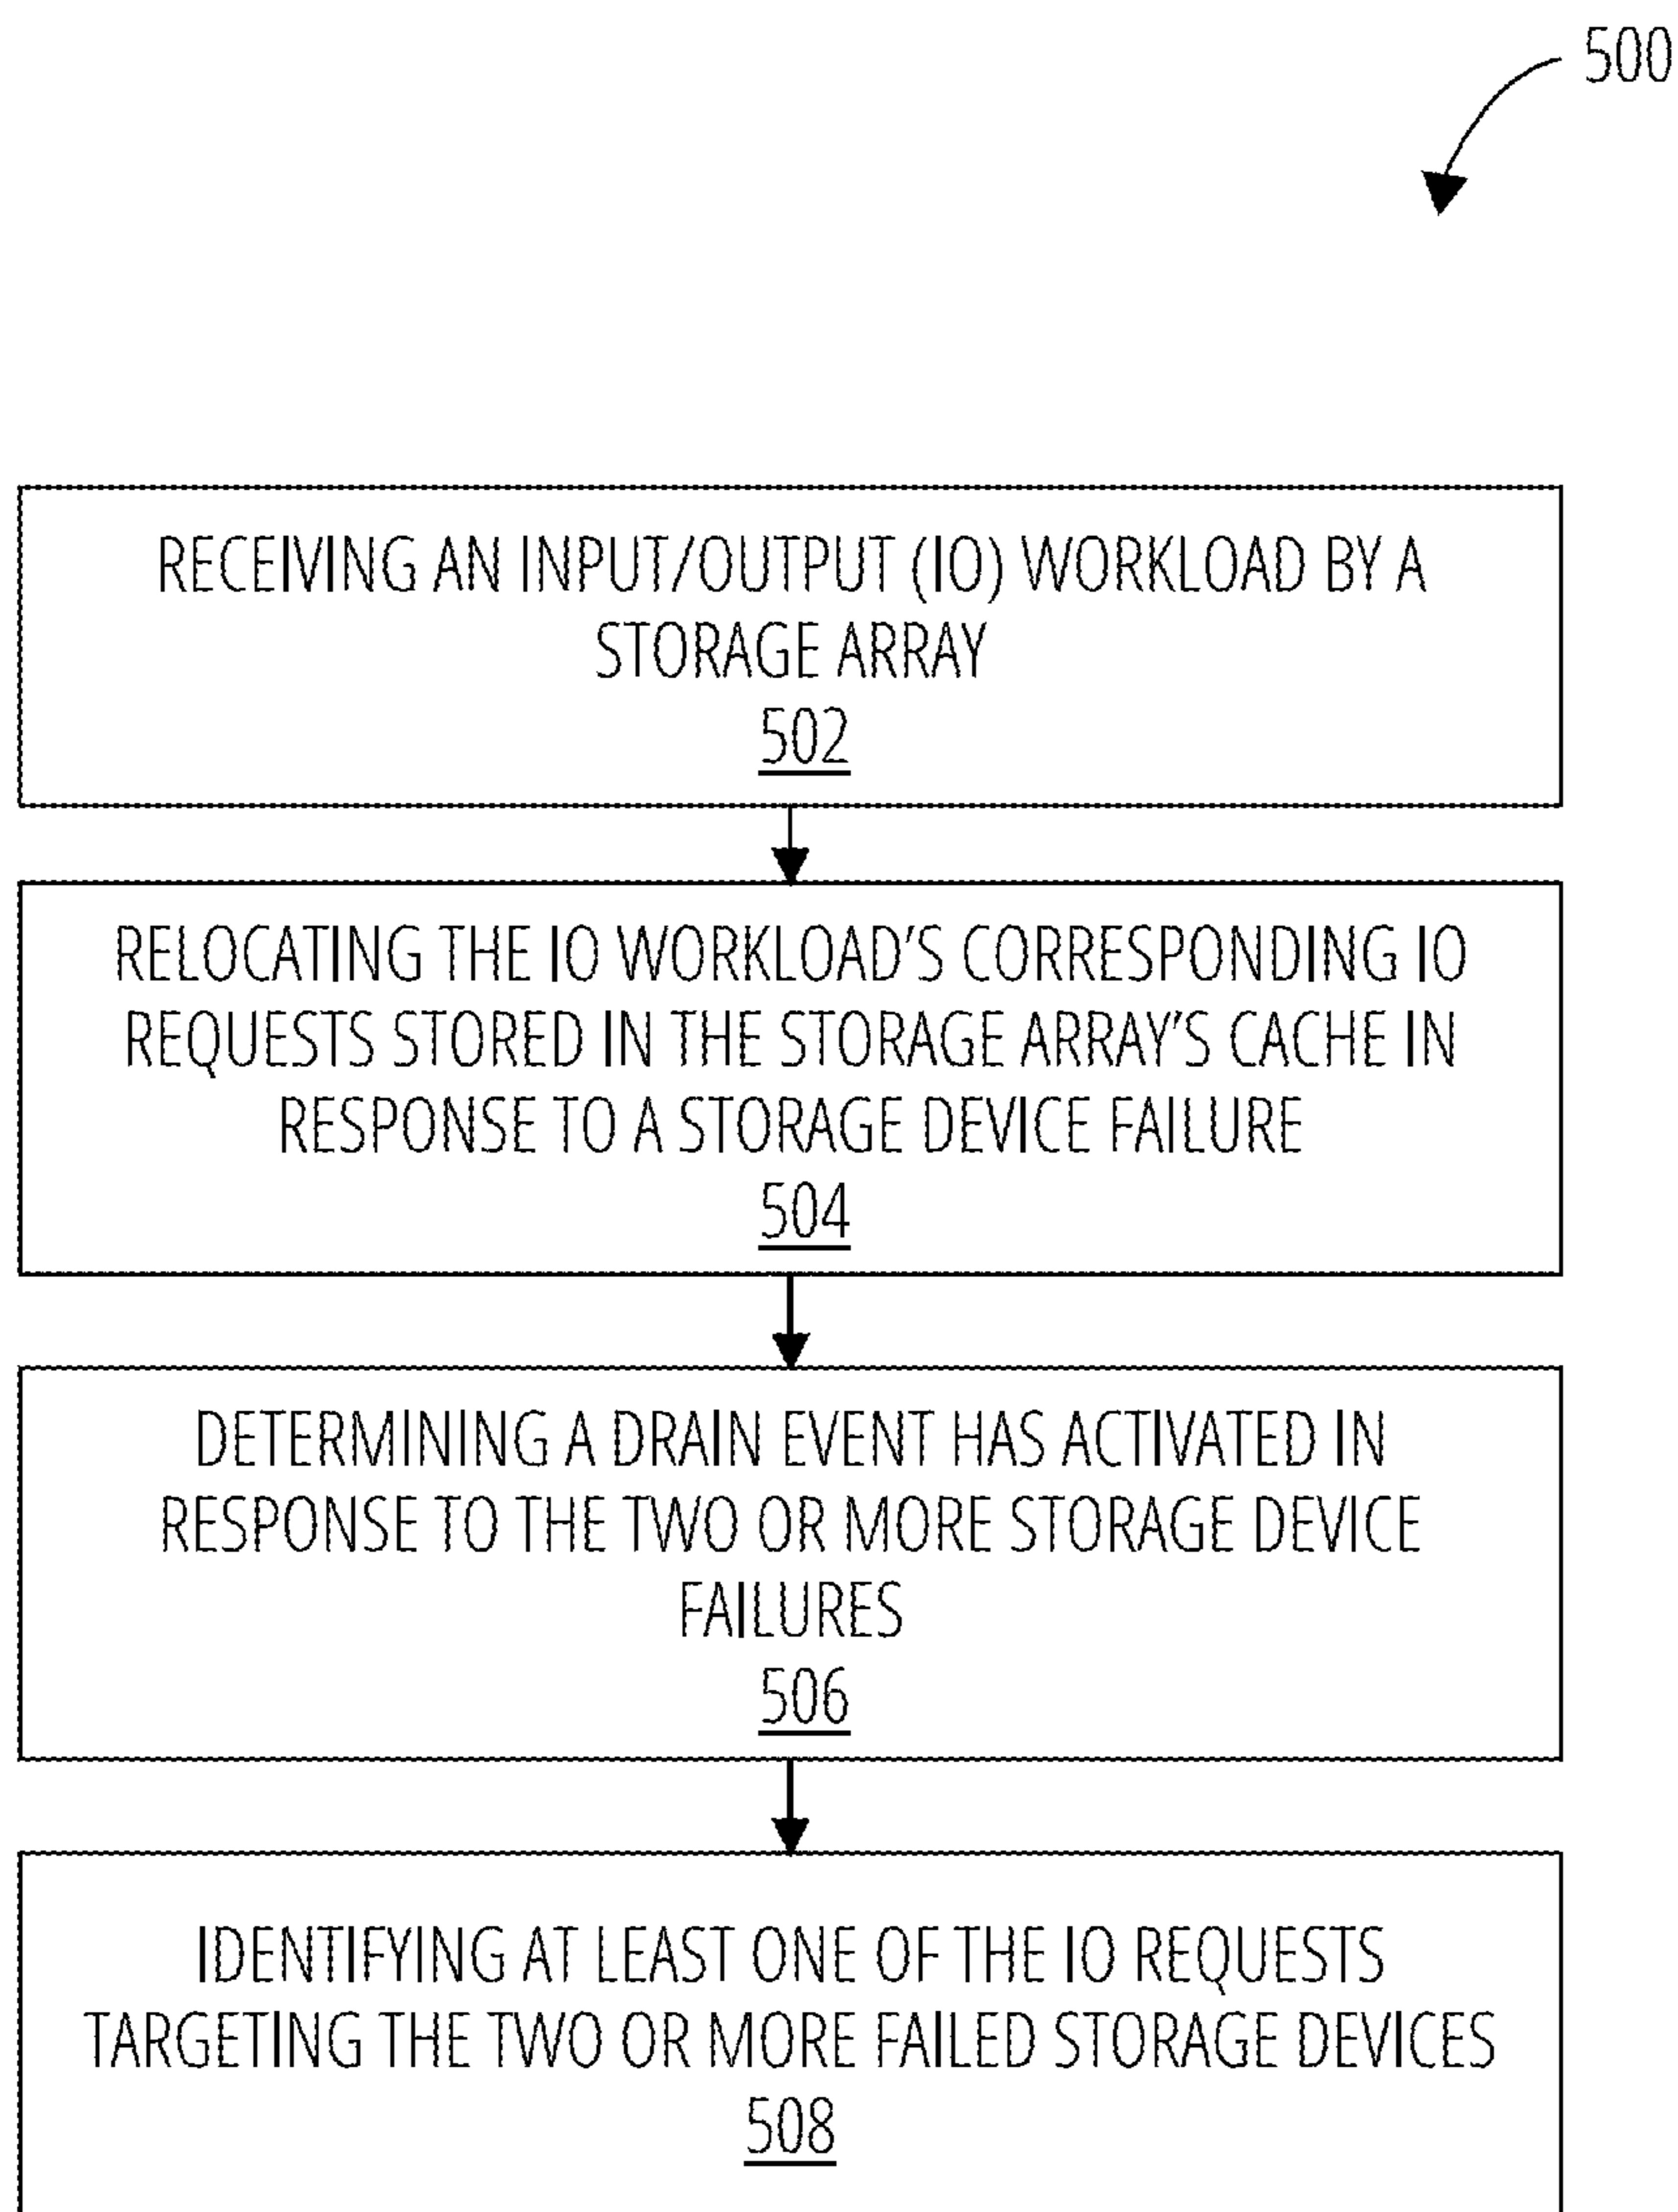 500
RECEIVING AN INPUT/OUTPUT (IO) WORKLOAD BY A
STORAGE ARRAY
502
RELOCATING THE IO WORKLOAD'S CORRESPONDING IO
REQUESTS STORED IN THE STORAGE ARRAY'S CACHE IN
RESPONSE TO A STORAGE DEVICE FAILURE
504
DETERMINING A DRAIN EVENT HAS ACTIVATED IN
RESPONSE TO THE TWO OR MORE STORAGE DEVICE
FAILURES
506
IDENTIFYING AT LEAST ONE OF THE IO REQUESTS
TARGETING THE TWO OR MORE FAILED STORAGE DEVICES
508